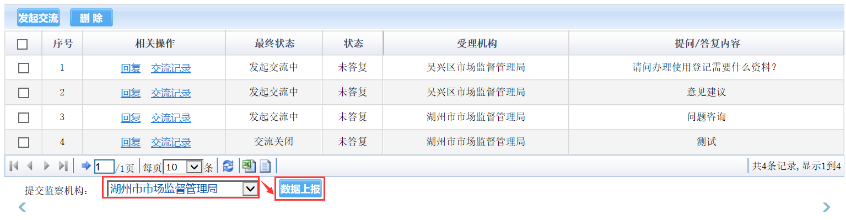 发起交流 删 除
序号 相关操作 最终状态 状态 受理机构 提问/答复内容
1 回复 交流记录 发起交流中 未答复 吴兴区市场监督管理局 请问办理使用登记需要什么资料?
2 回复 交流记录 发起交流中 未答复 吴兴区市场监督管理局 意见建议
3 回复 交流记录 发起交流中 未答复 湖州市市场监督管理局 问题咨询
4 回复 交流记录 交流关闭 未答复 湖州市市场监督管理局 测试
1 /1页 每页 10 条 共4条记录,显示1到4
提交监察机构: 湖州市市场监督管理局 数据上报